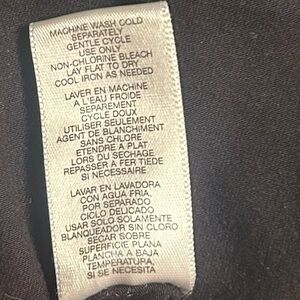 MACHINE WASH COLD
SEPARATELY
GENTLE CYCLE
USE ONLY
NON-CHLORINE BLEACH
LAY FLAT TO DRY
COOL IRON AS NEEDED
LAVER EN MACHINE
A L'EAU FROIDE
SEPAREMENT
CYCLE DOUX
UTILISER SEULEMENT
AGENT DE BLANCHIMENT
SANS CHLORE
ETENDRE A PLAT
LORS DU SECHAGE
REPASSER A FER TIEDE
SI NECESSAIRE
LAVAR EN LAVADORA
CON AGUA FRIA,
POR SEPARADO
CICLO DELICADO
USAR SOLO SOLAMENTE
BLANQUEADOR SIN CLORO
SECAR SOBRE
SUPERFICIE PLANA
PLANCHA A BAJA
TEMPERATURA,
SI SE NECESITA